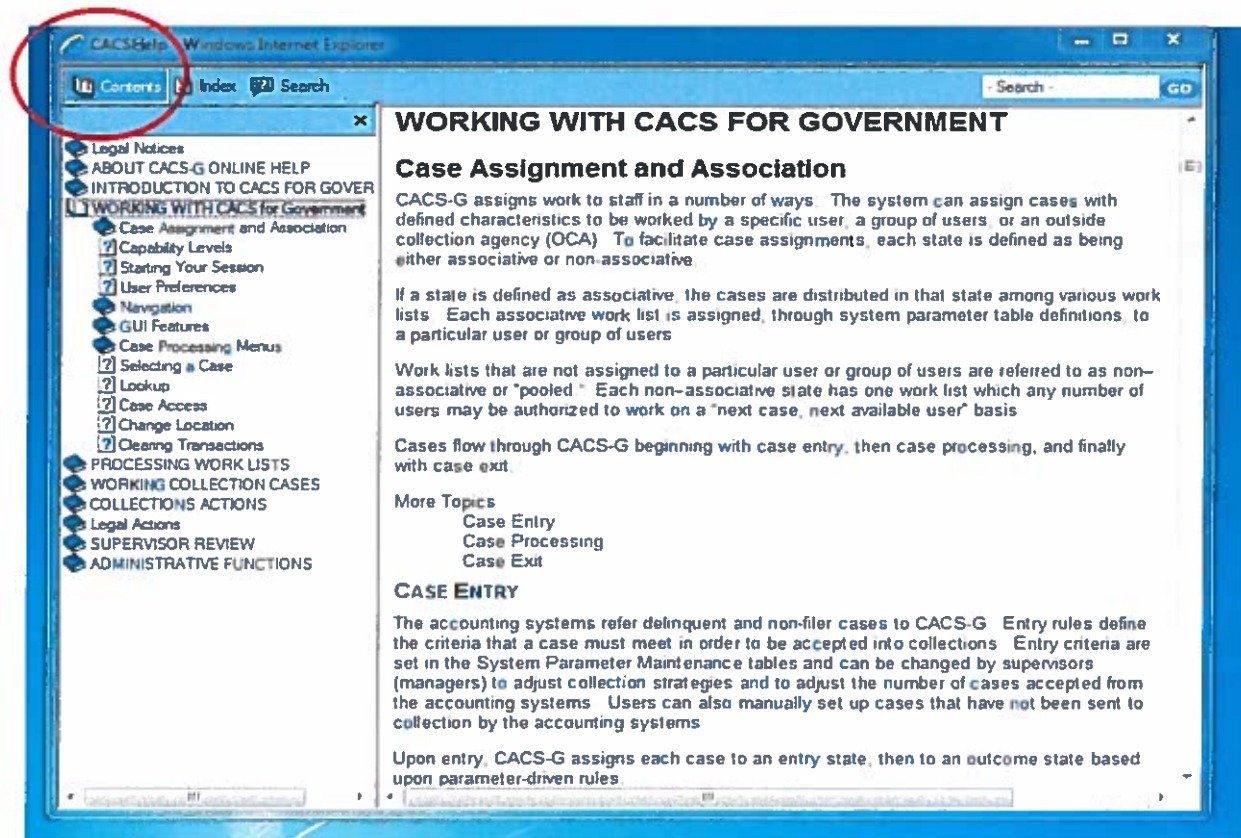 CACSHelp - Windows Internet Explorer
Contents Index Search
- Search - GO
Legal Notices
ABOUT CACS-G ONLINE HELP
INTRODUCTION TO CACS FOR GOVER
WORKING WITH CACS for Government
Case Assignment and Association
Capability Levels
Starting Your Session
User Preferences
Navigation
GUI Features
Case Processing Menus
Selecting a Case
Lookup
Case Access
Change Location
Clearing Transactions
PROCESSING WORK LISTS
WORKING COLLECTION CASES
COLLECTIONS ACTIONS
Legal Actions
SUPERVISOR REVIEW
ADMINISTRATIVE FUNCTIONS
WORKING WITH CACS FOR GOVERNMENT
Case Assignment and Association
CACS-G assigns work to staff in a number of ways. The system can assign cases with
defined characteristics to be worked by a specific user, a group of users, or an outside
collection agency (OCA). To facilitate case assignments, each state is defined as being
either associative or non-associative.
If a state is defined as associative, the cases are distributed in that state among various work
lists. Each associative work list is assigned, through system parameter table definitions, to
a particular user or group of users.
Work lists that are not assigned to a particular user or group of users are referred to as non-
associative or "pooled." Each non-associative state has one work list which any number of
users may be authorized to work on a "next case, next available user" basis.
Cases flow through CACS-G beginning with case entry, then case processing, and finally
with case exit.
More Topics
Case Entry
Case Processing
Case Exit
CASE ENTRY
The accounting systems refer delinquent and non-filer cases to CACS-G. Entry rules define
the criteria that a case must meet in order to be accepted into collections. Entry criteria are
set in the System Parameter Maintenance tables and can be changed by supervisors
(managers) to adjust collection strategies and to adjust the number of cases accepted from
the accounting systems. Users can also manually set up cases that have not been sent to
collection by the accounting systems.
Upon entry, CACS-G assigns each case to an entry state, then to an outcome state based
upon parameter-driven rules.